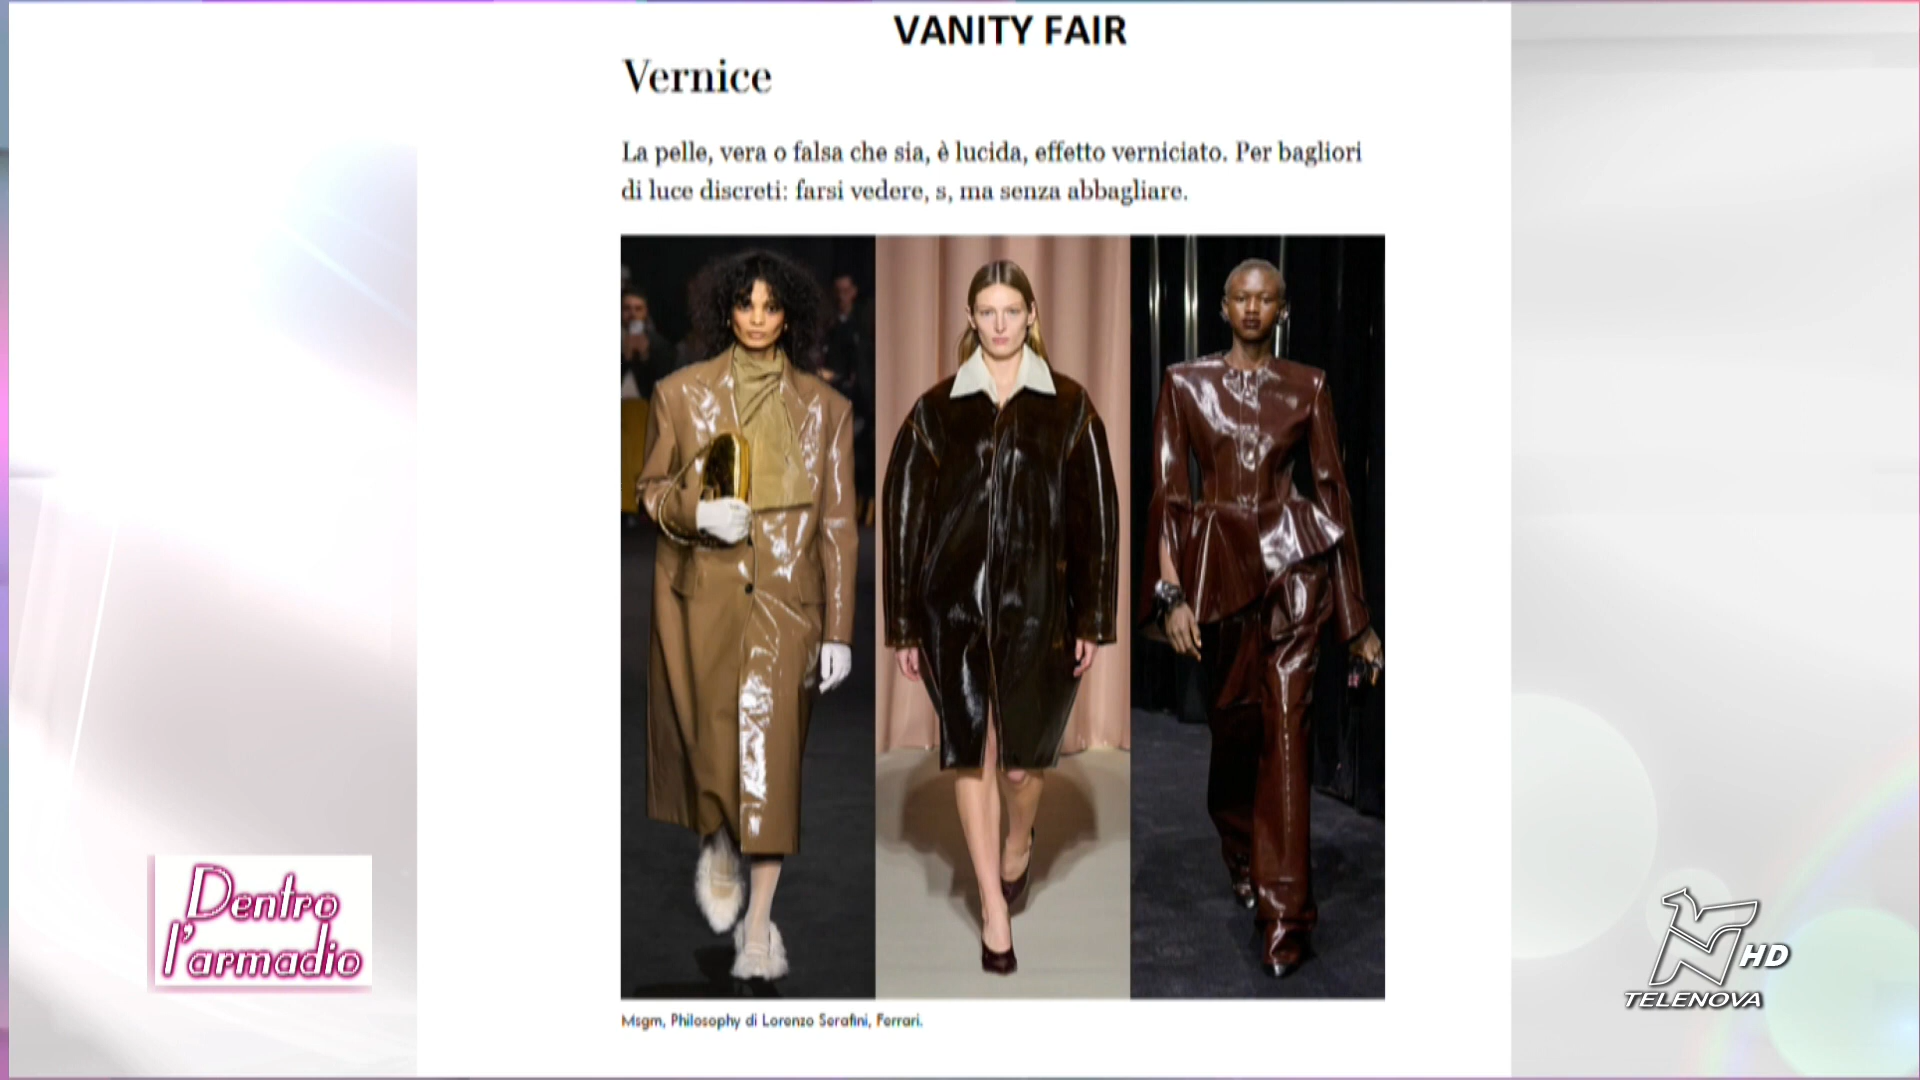 VANITY FAIR
Vernice
La pelle, vera o falsa che sia, è lucida, effetto verniciato. Per bagliori
di luce discreti: farsi vedere, s, ma senza abbagliare.
Msgm, Philosophy di Lorenzo Serafini, Ferrari.
Dentro
l'armadio
HD
TELENOVA